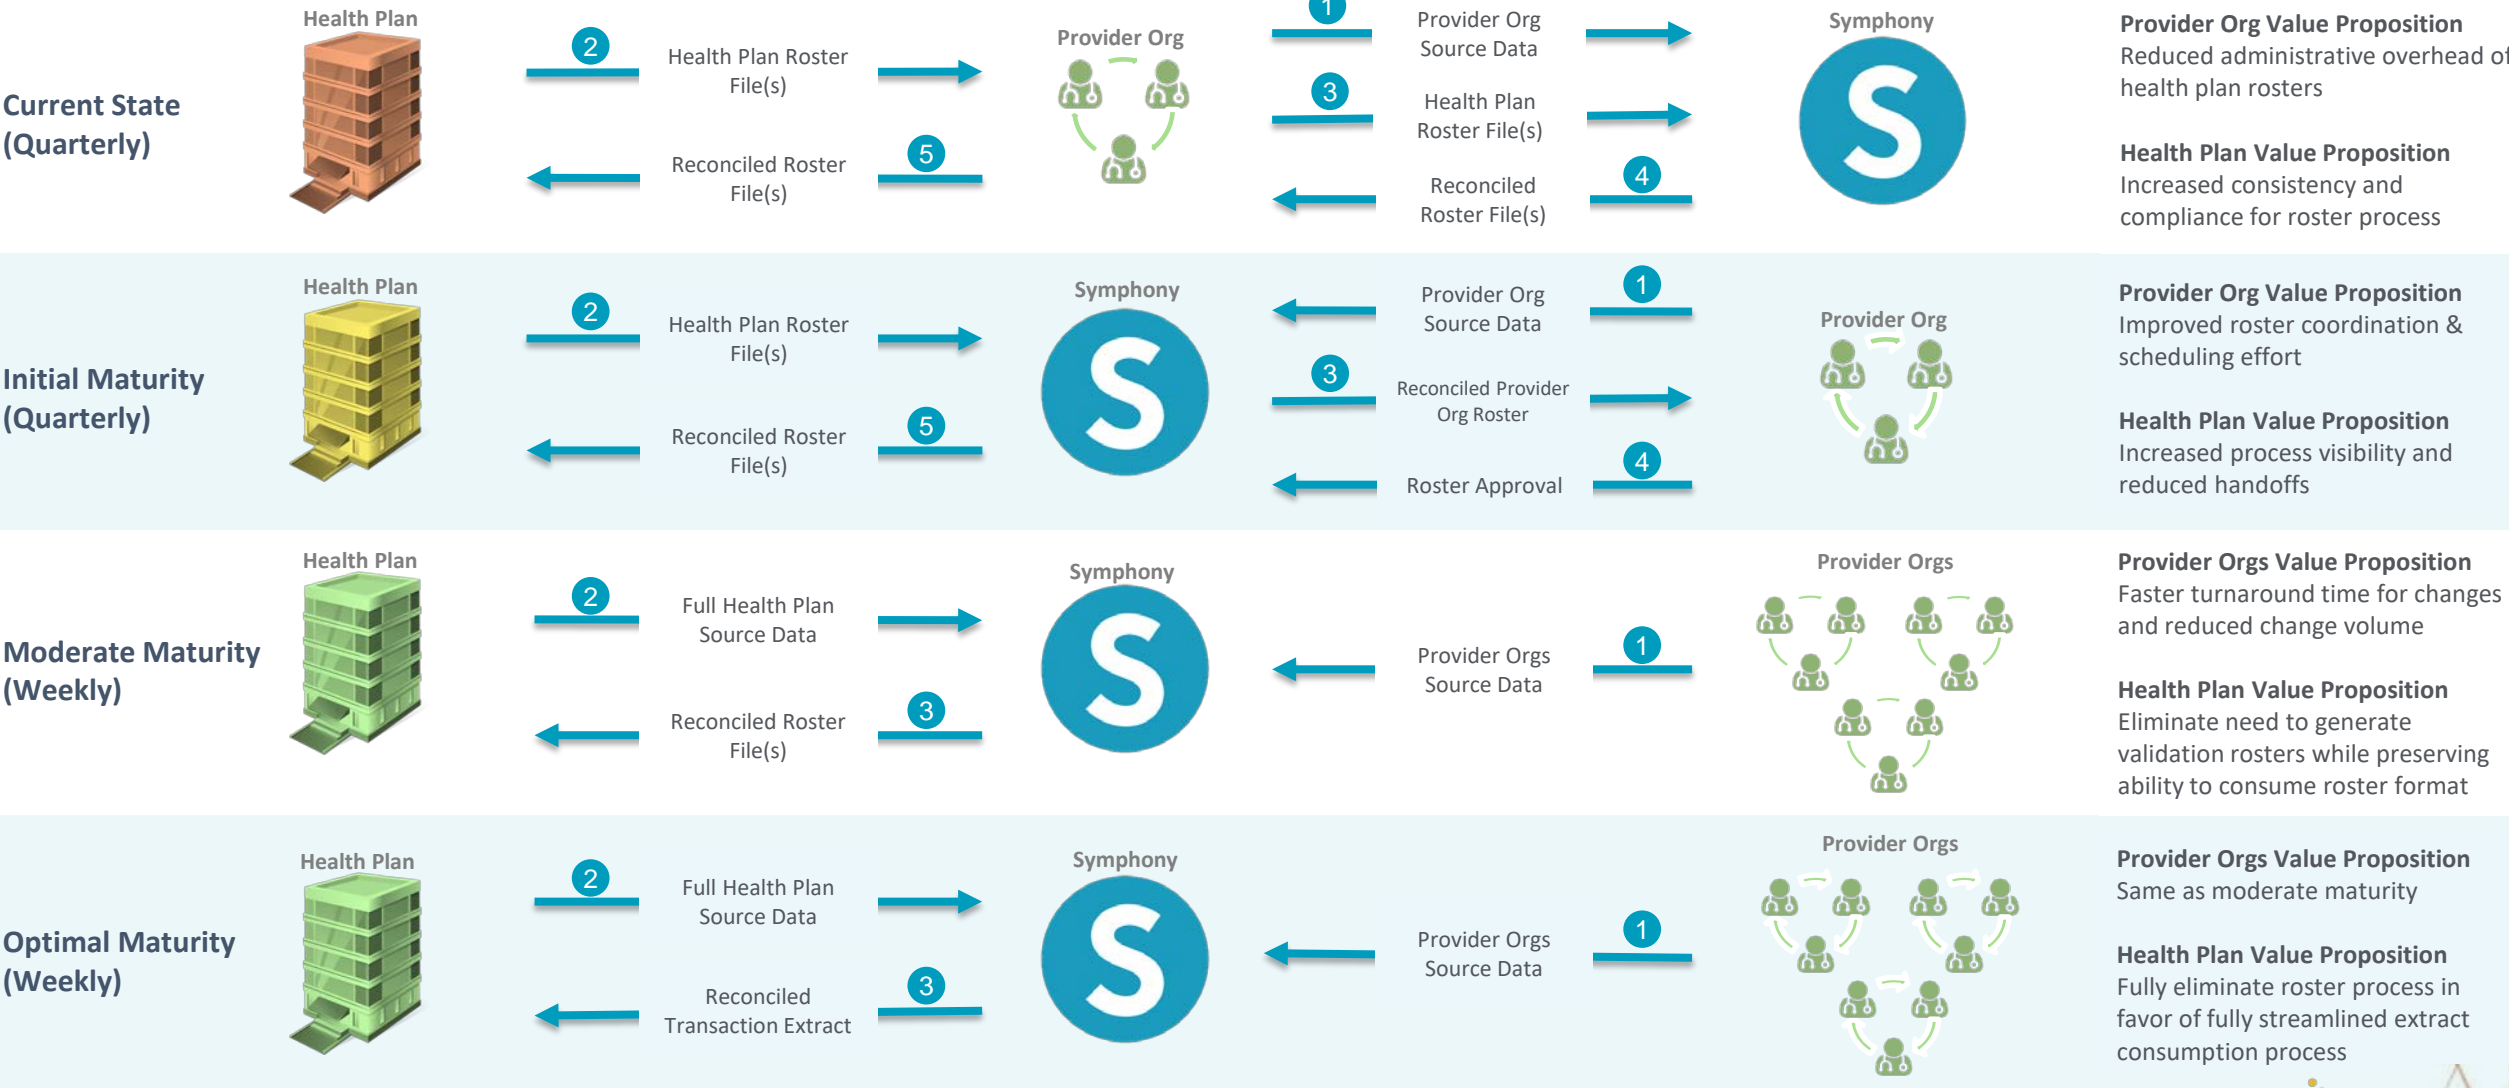 Current State
(Quarterly)
Health Plan
2
Health Plan Roster
File(s)
Reconciled Roster
File(s)
5
Provider Org
1
Provider Org
Source Data
3
Health Plan
Roster File(s)
Reconciled
Roster File(s)
4
Symphony
S
Provider Org Value Proposition
Reduced administrative overhead of
health plan rosters
Health Plan Value Proposition
Increased consistency and
compliance for roster process
Initial Maturity
(Quarterly)
Health Plan
2
Health Plan Roster
File(s)
Reconciled Roster
File(s)
5
Symphony
S
Provider Org
Source Data
1
3
Reconciled Provider
Org Roster
Roster Approval
4
Provider Org
Provider Org Value Proposition
Improved roster coordination &
scheduling effort
Health Plan Value Proposition
Increased process visibility and
reduced handoffs
Moderate Maturity
(Weekly)
Health Plan
2
Full Health Plan
Source Data
Reconciled Roster
File(s)
3
Symphony
S
Provider Orgs
Source Data
1
Provider Orgs
Provider Orgs Value Proposition
Faster turnaround time for changes
and reduced change volume
Health Plan Value Proposition
Eliminate need to generate
validation rosters while preserving
ability to consume roster format
Optimal Maturity
(Weekly)
Health Plan
2
Full Health Plan
Source Data
Reconciled
Transaction Extract
3
Symphony
S
Provider Orgs
Source Data
1
Provider Orgs
Provider Orgs Value Proposition
Same as moderate maturity
Health Plan Value Proposition
Fully eliminate roster process in
favor of fully streamlined extract
consumption process